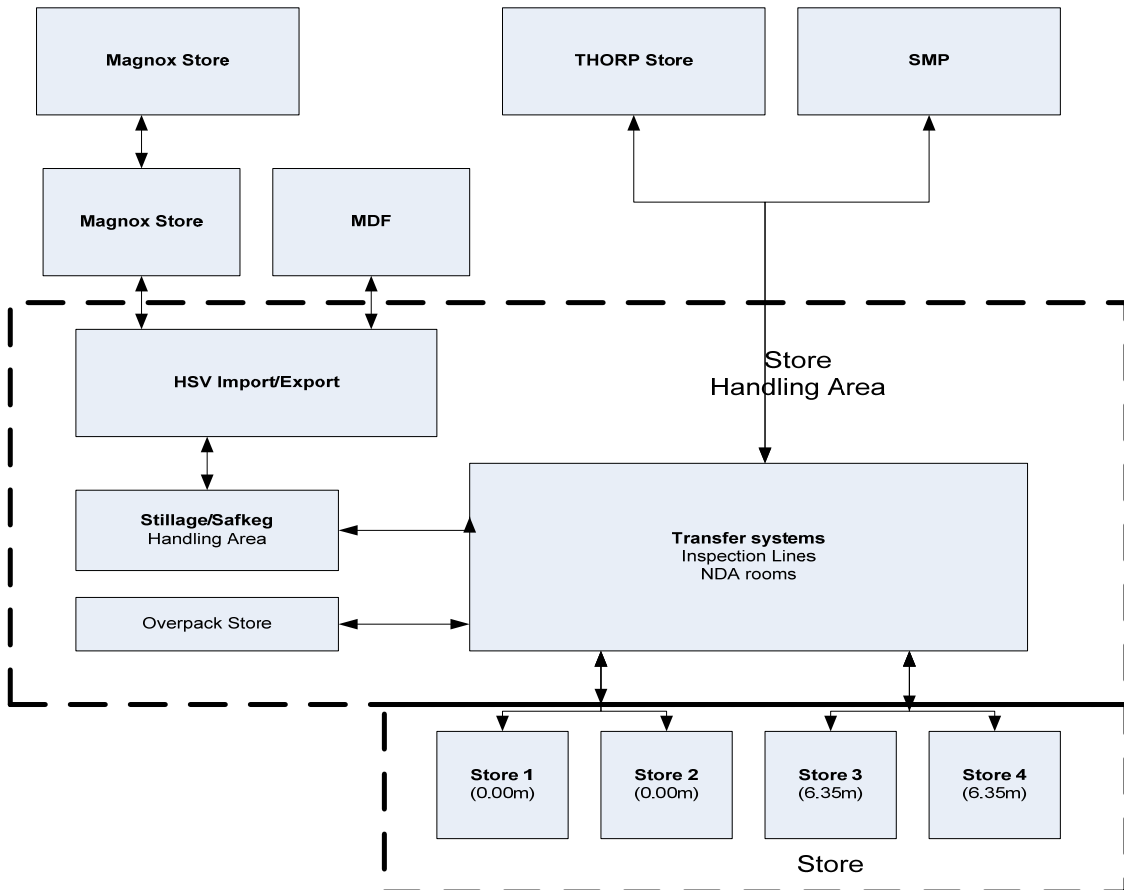 Magnox Store
THORP Store
SMP
Magnox Store
MDF
HSV Import/Export
Store
Handling Area
Stillage/Safkeg
Handling Area
Transfer systems
Inspection Lines
NDA rooms
Overpack Store
Store 1
(0.00m)
Store 2
(0.00m)
Store 3
(6.35m)
Store 4
(6.35m)
Store